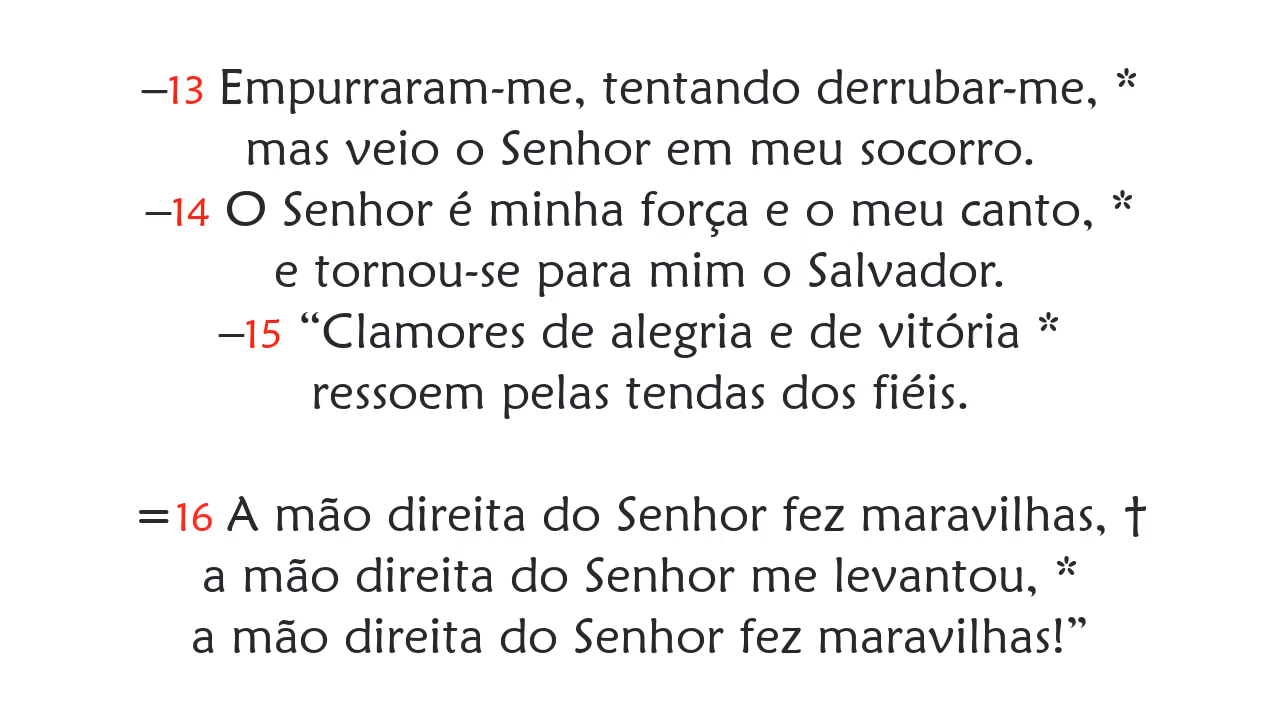 –13 Empurraram-me, tentando derrubar-me, *
mas veio o Senhor em meu socorro.
–14 O Senhor é minha força e o meu canto, *
e tornou-se para mim o Salvador.
–15 “Clamores de alegria e de vitória *
ressoem pelas tendas dos fiéis.
=16 A mão direita do Senhor fez maravilhas, †
a mão direita do Senhor me levantou, *
a mão direita do Senhor fez maravilhas!”